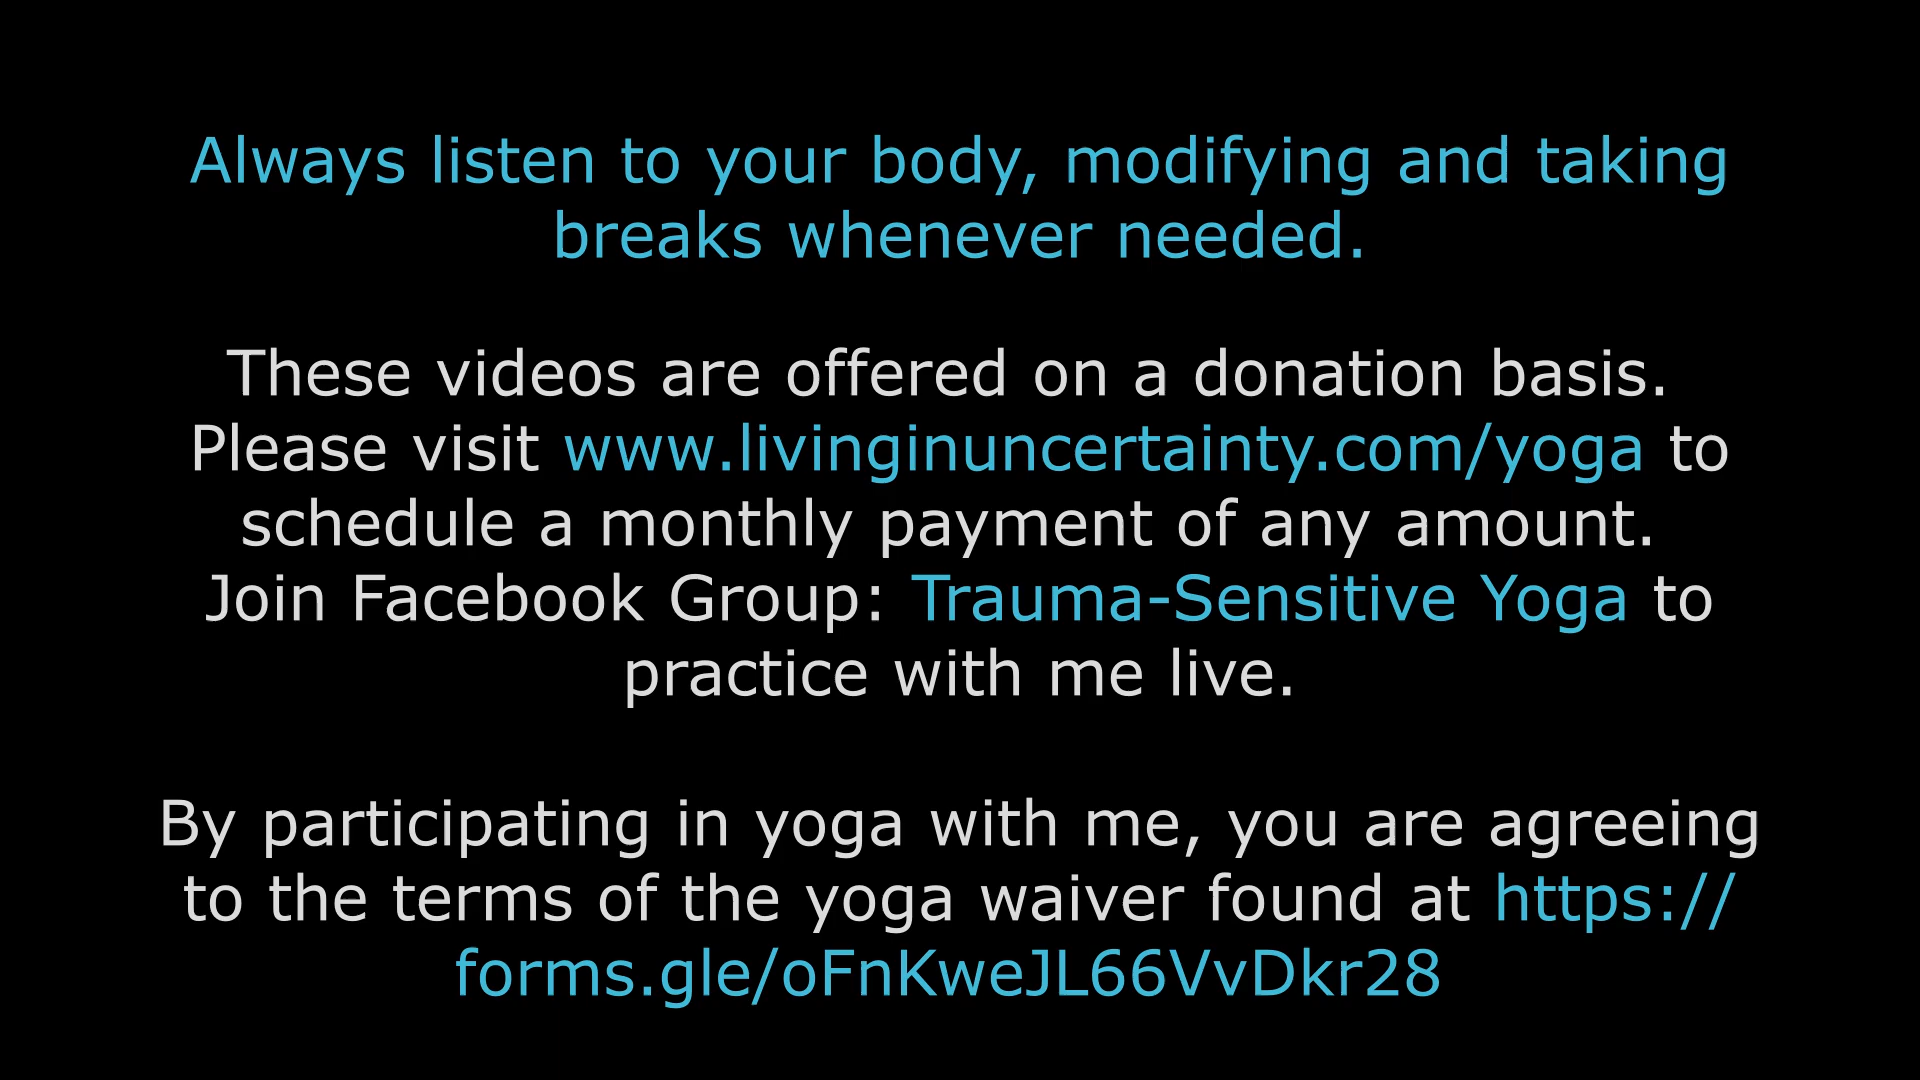 Always listen to your body, modifying and taking
breaks whenever needed.
These videos are offered on a donation basis.
Please visit www.livinginuncertainty.com/yoga to
schedule a monthly payment of any amount.
Join Facebook Group: Trauma-Sensitive Yoga to
practice with me live.
By participating in yoga with me, you are agreeing
to the terms of the yoga waiver found at https://
forms.gle/oFnKweJL66VvDkr28